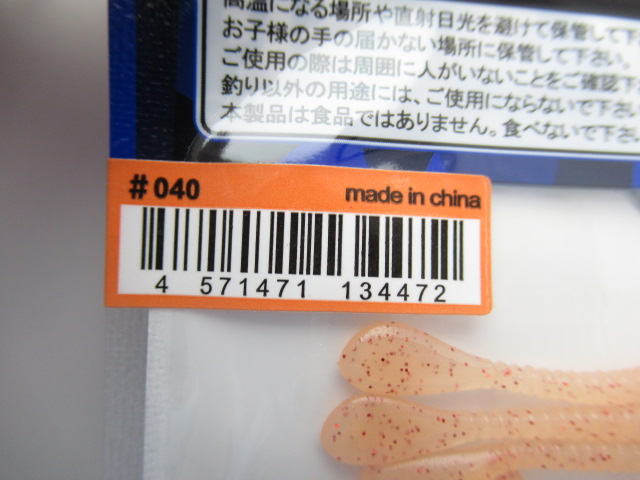 高温になる場所や直射日光を避けて保管して下
お子様の手の届かない場所に保管して下さい。
ご使用の際は周囲に人がいないことをご確認下
釣り以外の用途には、ご使用にならないで下さ
本製品は食品ではありません。食べないで下さ
#040
made in china
4 571471 134472